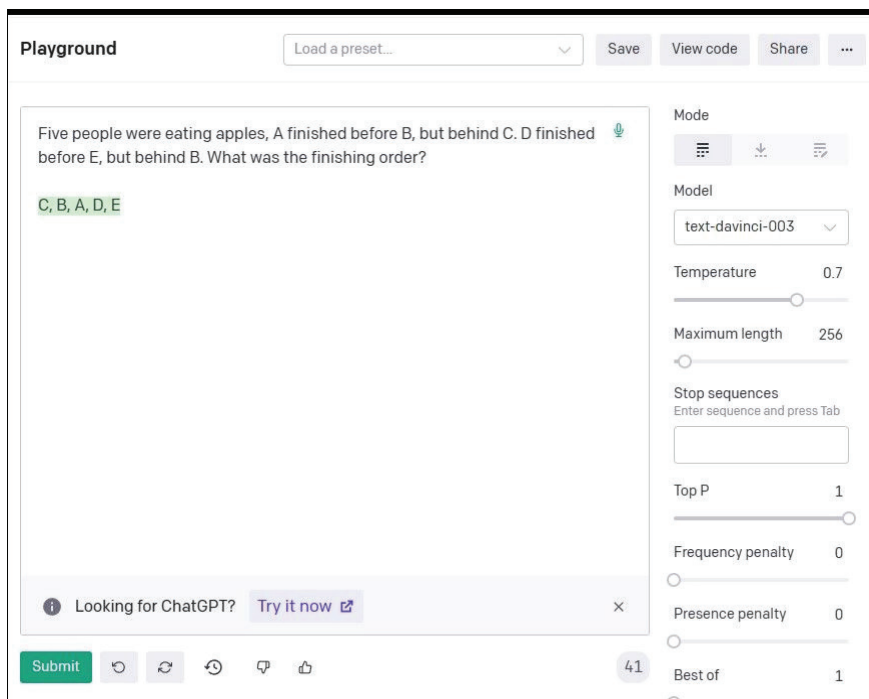 Playground
Load a preset...
Save
View code
Share
...
Five people were eating apples, A finished before B, but behind C. D finished
before E, but behind B. What was the finishing order?
C, B, A, D, E
Looking for ChatGPT?
Try it now
Submit
41
Mode
Model
text-davinci-003
Temperature 0.7
Maximum length 256
Stop sequences
Enter sequence and press Tab
Top P 1
Frequency penalty 0
Presence penalty 0
Best of 1